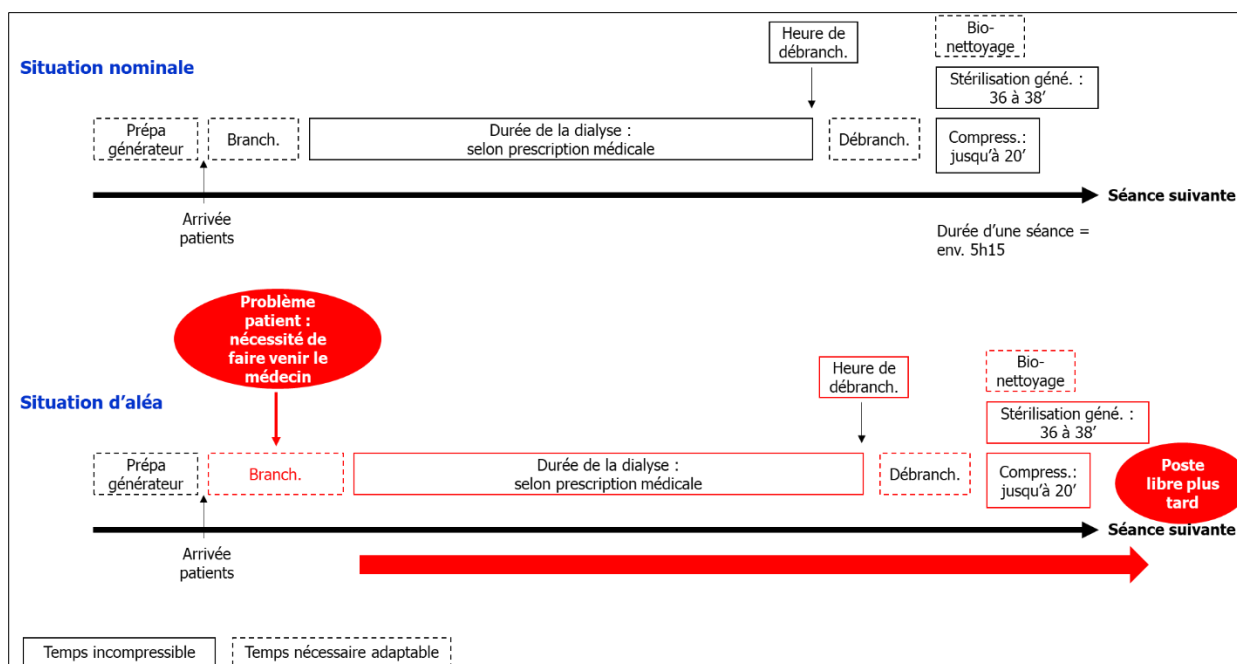 Situation nominale
Heure de
débranch.
Bio-
nettoyage
Stérilisation géné. :
36 à 38’
Prépa
générateur
Branch.
Durée de la dialyse :
selon prescription médicale
Débranch.
Compress.:
jusqu’à 20’
Séance suivante
Arrivée
patients
Durée d’une séance =
env. 5h15
Problème
patient :
nécessité de
faire venir le
médecin
Situation d’aléa
Heure de
débranch.
Bio-
nettoyage
Stérilisation géné. :
36 à 38’
Prépa
générateur
Branch.
Durée de la dialyse :
selon prescription médicale
Débranch.
Compress.:
jusqu’à 20’
Poste
libre plus
tard
Séance suivante
Arrivée
patients
Temps incompressible
Temps nécessaire adaptable